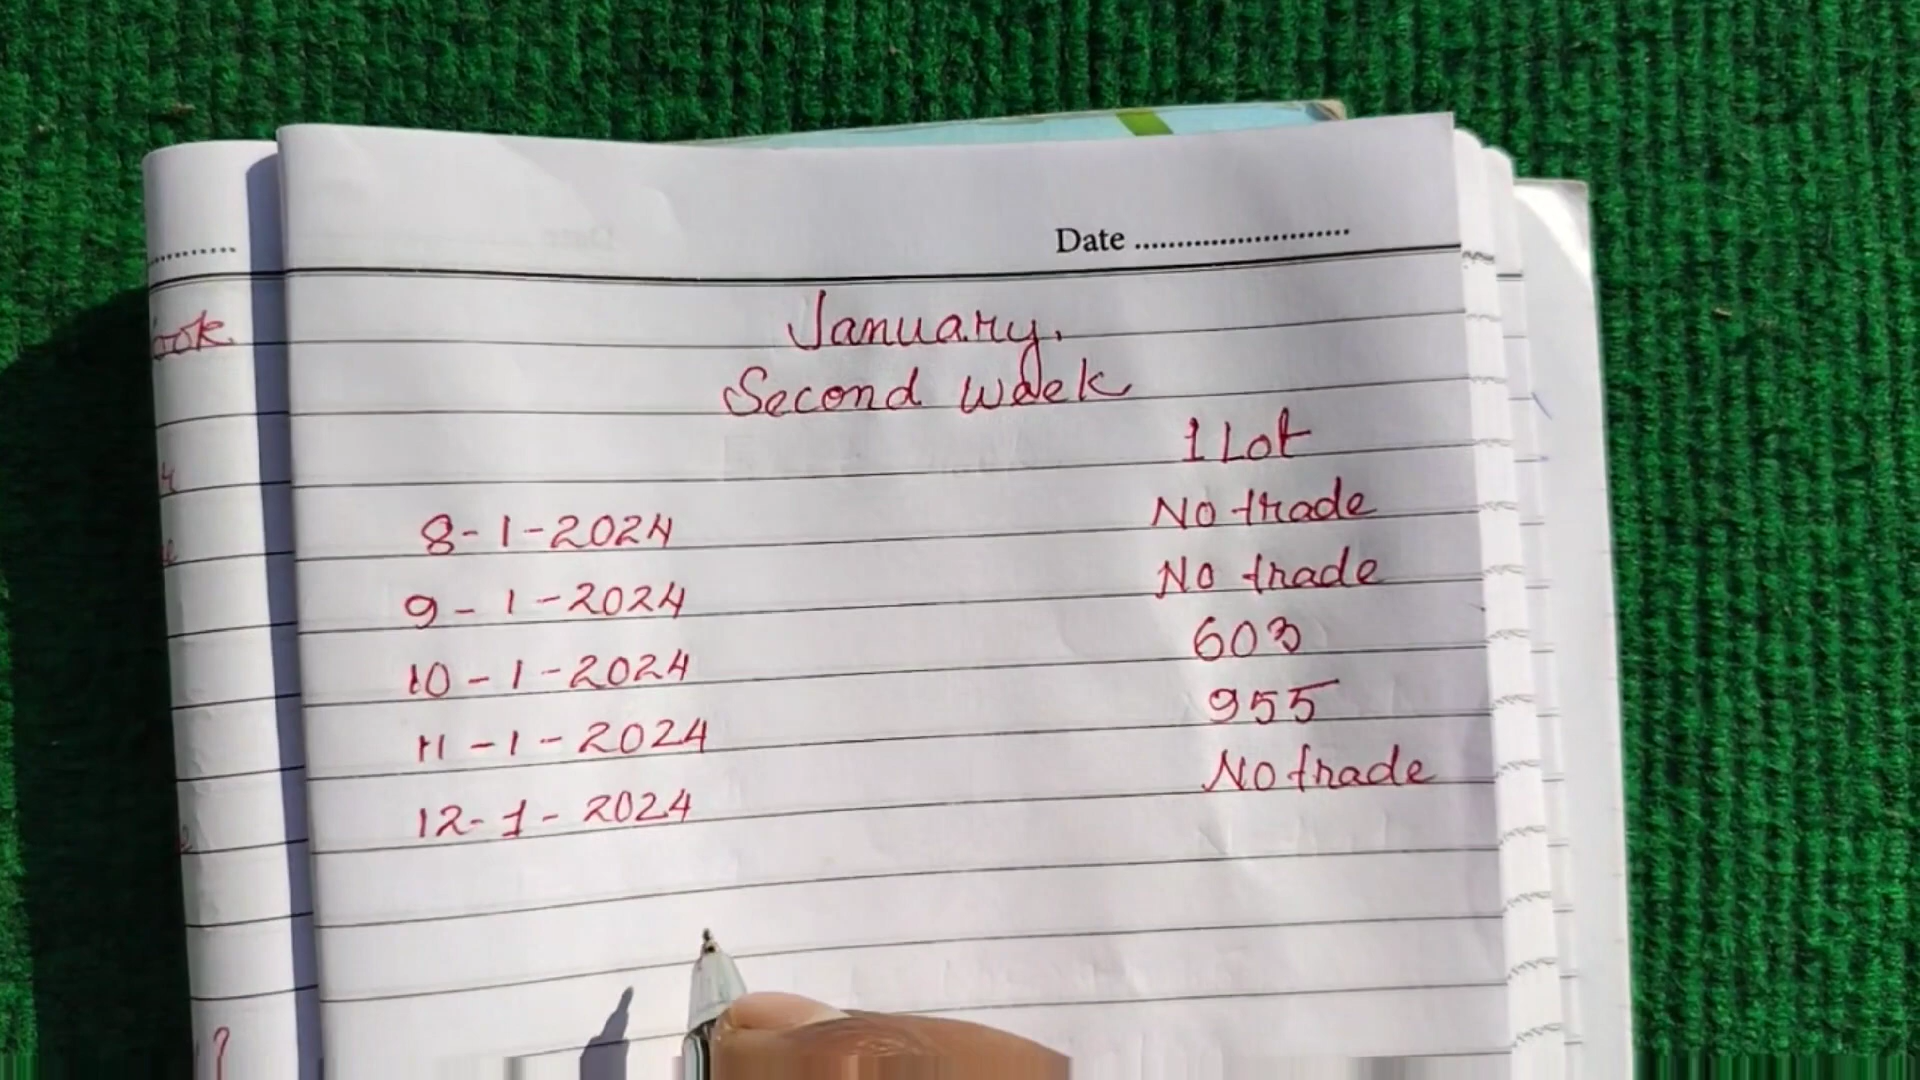 Date ..........................
January.
Second week
1 Lot
8-1-2024 No trade
9-1-2024 No trade
10-1-2024 603
11-1-2024 955
12-1-2024 No trade